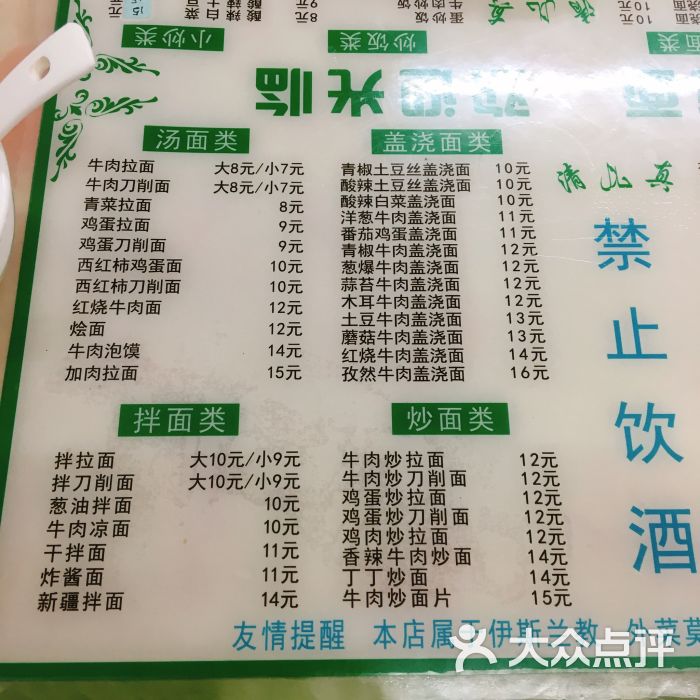 小炒类
炒饭类
欢迎光临
汤面类
牛肉拉面 大8元/小7元
牛肉刀削面 大8元/小7元
青菜拉面 8元
鸡蛋拉面 9元
鸡蛋刀削面 9元
西红柿鸡蛋面 10元
西红柿刀削面 10元
红烧牛肉面 12元
烩面 12元
牛肉泡馍 14元
加肉拉面 15元
盖浇面类
青椒土豆丝盖浇面 10元
酸辣土豆丝盖浇面 10元
酸辣白菜盖浇面 10元
洋葱牛肉盖浇面 11元
番茄鸡蛋盖浇面 11元
青椒牛肉盖浇面 12元
葱爆牛肉盖浇面 12元
蒜苔牛肉盖浇面 12元
木耳牛肉盖浇面 12元
土豆牛肉盖浇面 13元
蘑菇牛肉盖浇面 13元
红烧牛肉盖浇面 14元
孜然牛肉盖浇面 16元
清真
禁止饮酒
拌面类
拌拉面 大10元/小9元
拌刀削面 大10元/小9元
葱油拌面 10元
牛肉凉面 10元
干拌面 11元
炸酱面 11元
新疆拌面 14元
炒面类
牛肉炒拉面 12元
牛肉炒刀削面 12元
鸡蛋炒拉面 12元
鸡蛋炒刀削面 12元
鸡肉炒拉面 12元
香辣牛肉炒面 14元
丁丁炒面 14元
牛肉炒面片 15元
友情提醒 本店属于伊斯兰教 外菜莫
大众点评